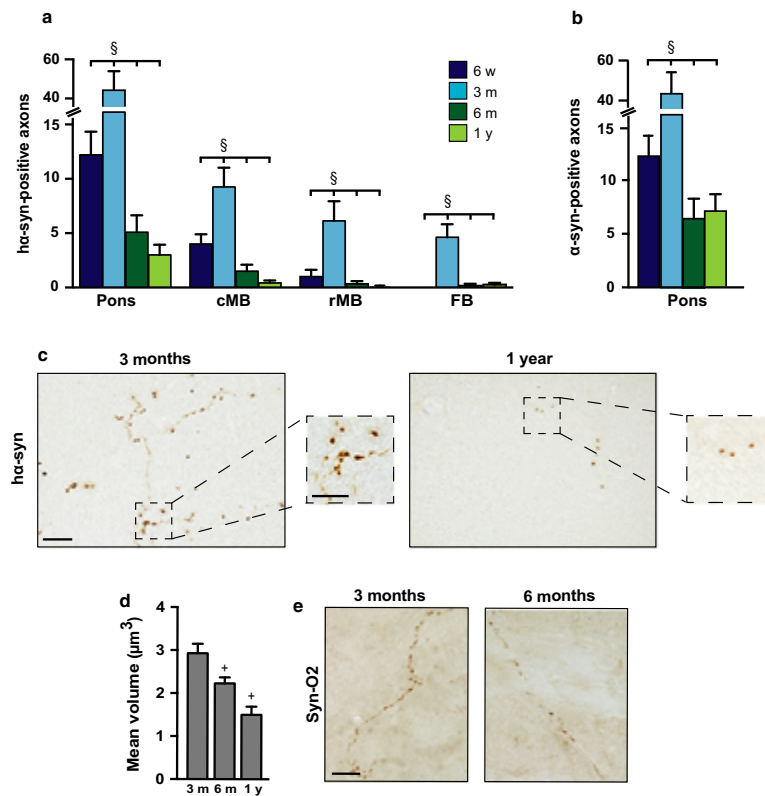 a
hα-syn-positive axons
60
40
15
10
5
0
§
§
§
§
Pons
cMB
rMB
FB
6 w
3 m
6 m
1 y
b
α-syn-positive axons
60
40
15
10
5
0
§
Pons
c
3 months
1 year
hα-syn
d
Mean volume (µm³)
4
3
2
1
0
+
+
3 m 6 m 1 y
e
3 months
6 months
Syn-O2